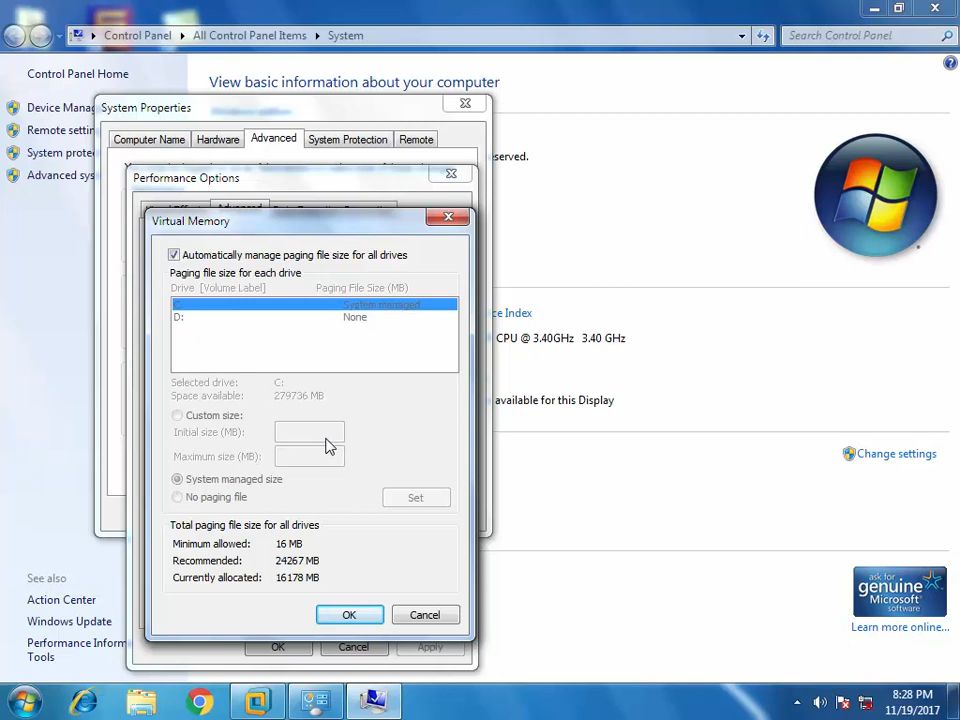 Control Panel
All Control Panel Items
System
Search Control Panel
Control Panel Home
View basic information about your computer
Device Mana
Remote settin
System prote
Advanced sys
System Properties
Computer Name
Hardware
Advanced
System Protection
Remote
served.
Performance Options
Advanced
Virtual Memory
Automatically manage paging file size for all drives
Paging file size for each drive
Drive [Volume Label]
Paging File Size (MB)
C:
System managed
D:
None
ce Index
CPU @ 3.40GHz 3.40 GHz
Selected drive:
C:
Space available:
279736 MB
available for this Display
Custom size:
Initial size (MB):
Maximum size (MB):
Change settings
System managed size
No paging file
Set
Total paging file size for all drives
Minimum allowed:
16 MB
Recommended:
24267 MB
Currently allocated:
16178 MB
OK
Cancel
OK
Cancel
Apply
See also
Action Center
Windows Update
Performance Inform
Tools
ask for
genuine
Microsoft
software
Learn more online...
8:28 PM
11/19/2017